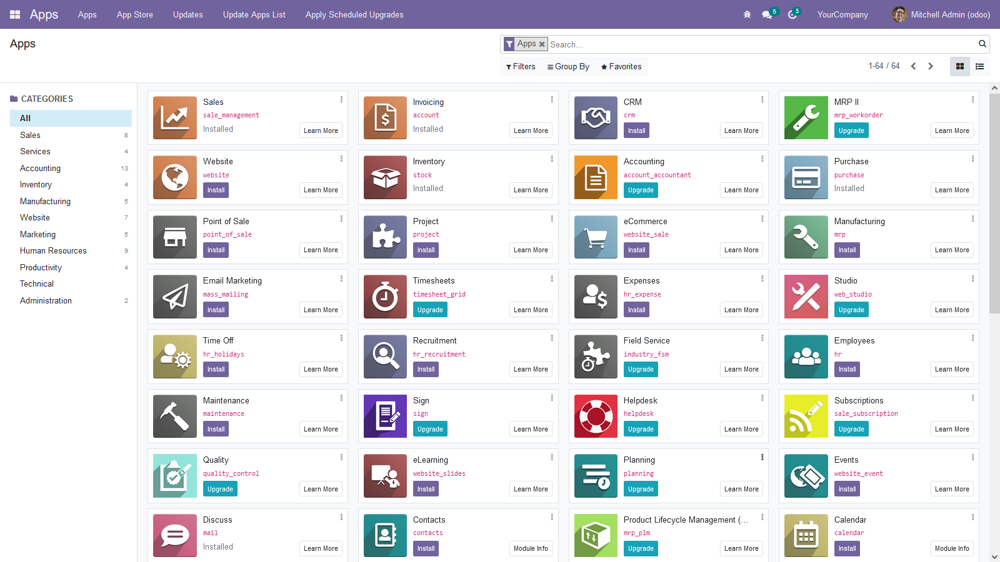 Apps
Apps
App Store
Updates
Update Apps List
Apply Scheduled Upgrades
5
5
YourCompany
Mitchell Admin (odoo)
Apps
Apps
Search...
Filters
Group By
Favorites
1-64 / 64
CATEGORIES
All
Sales 8
Services 4
Accounting 13
Inventory 4
Manufacturing 5
Website 7
Marketing 5
Human Resources 9
Productivity 4
Technical
Administration 2
Sales
sale_management
Installed
Learn More
Invoicing
account
Installed
Learn More
CRM
crm
Install
Learn More
MRP II
mrp_workorder
Upgrade
Learn More
Website
website
Install
Learn More
Inventory
stock
Installed
Learn More
Accounting
account_accountant
Upgrade
Learn More
Purchase
purchase
Installed
Learn More
Point of Sale
point_of_sale
Install
Learn More
Project
project
Install
Learn More
eCommerce
website_sale
Install
Learn More
Manufacturing
mrp
Install
Learn More
Email Marketing
mass_mailing
Install
Learn More
Timesheets
timesheet_grid
Upgrade
Learn More
Expenses
hr_expense
Install
Learn More
Studio
web_studio
Upgrade
Learn More
Time Off
hr_holidays
Install
Learn More
Recruitment
hr_recruitment
Install
Learn More
Field Service
industry_fsm
Upgrade
Learn More
Employees
hr
Install
Learn More
Maintenance
maintenance
Install
Learn More
Sign
sign
Upgrade
Learn More
Helpdesk
helpdesk
Upgrade
Learn More
Subscriptions
sale_subscription
Upgrade
Learn More
Quality
quality_control
Upgrade
Learn More
eLearning
website_slides
Install
Learn More
Planning
planning
Upgrade
Learn More
Events
website_event
Install
Learn More
Discuss
mail
Installed
Learn More
Contacts
contacts
Install
Module Info
Product Lifecycle Management (...
mrp_plm
Upgrade
Learn More
Calendar
calendar
Install
Module Info